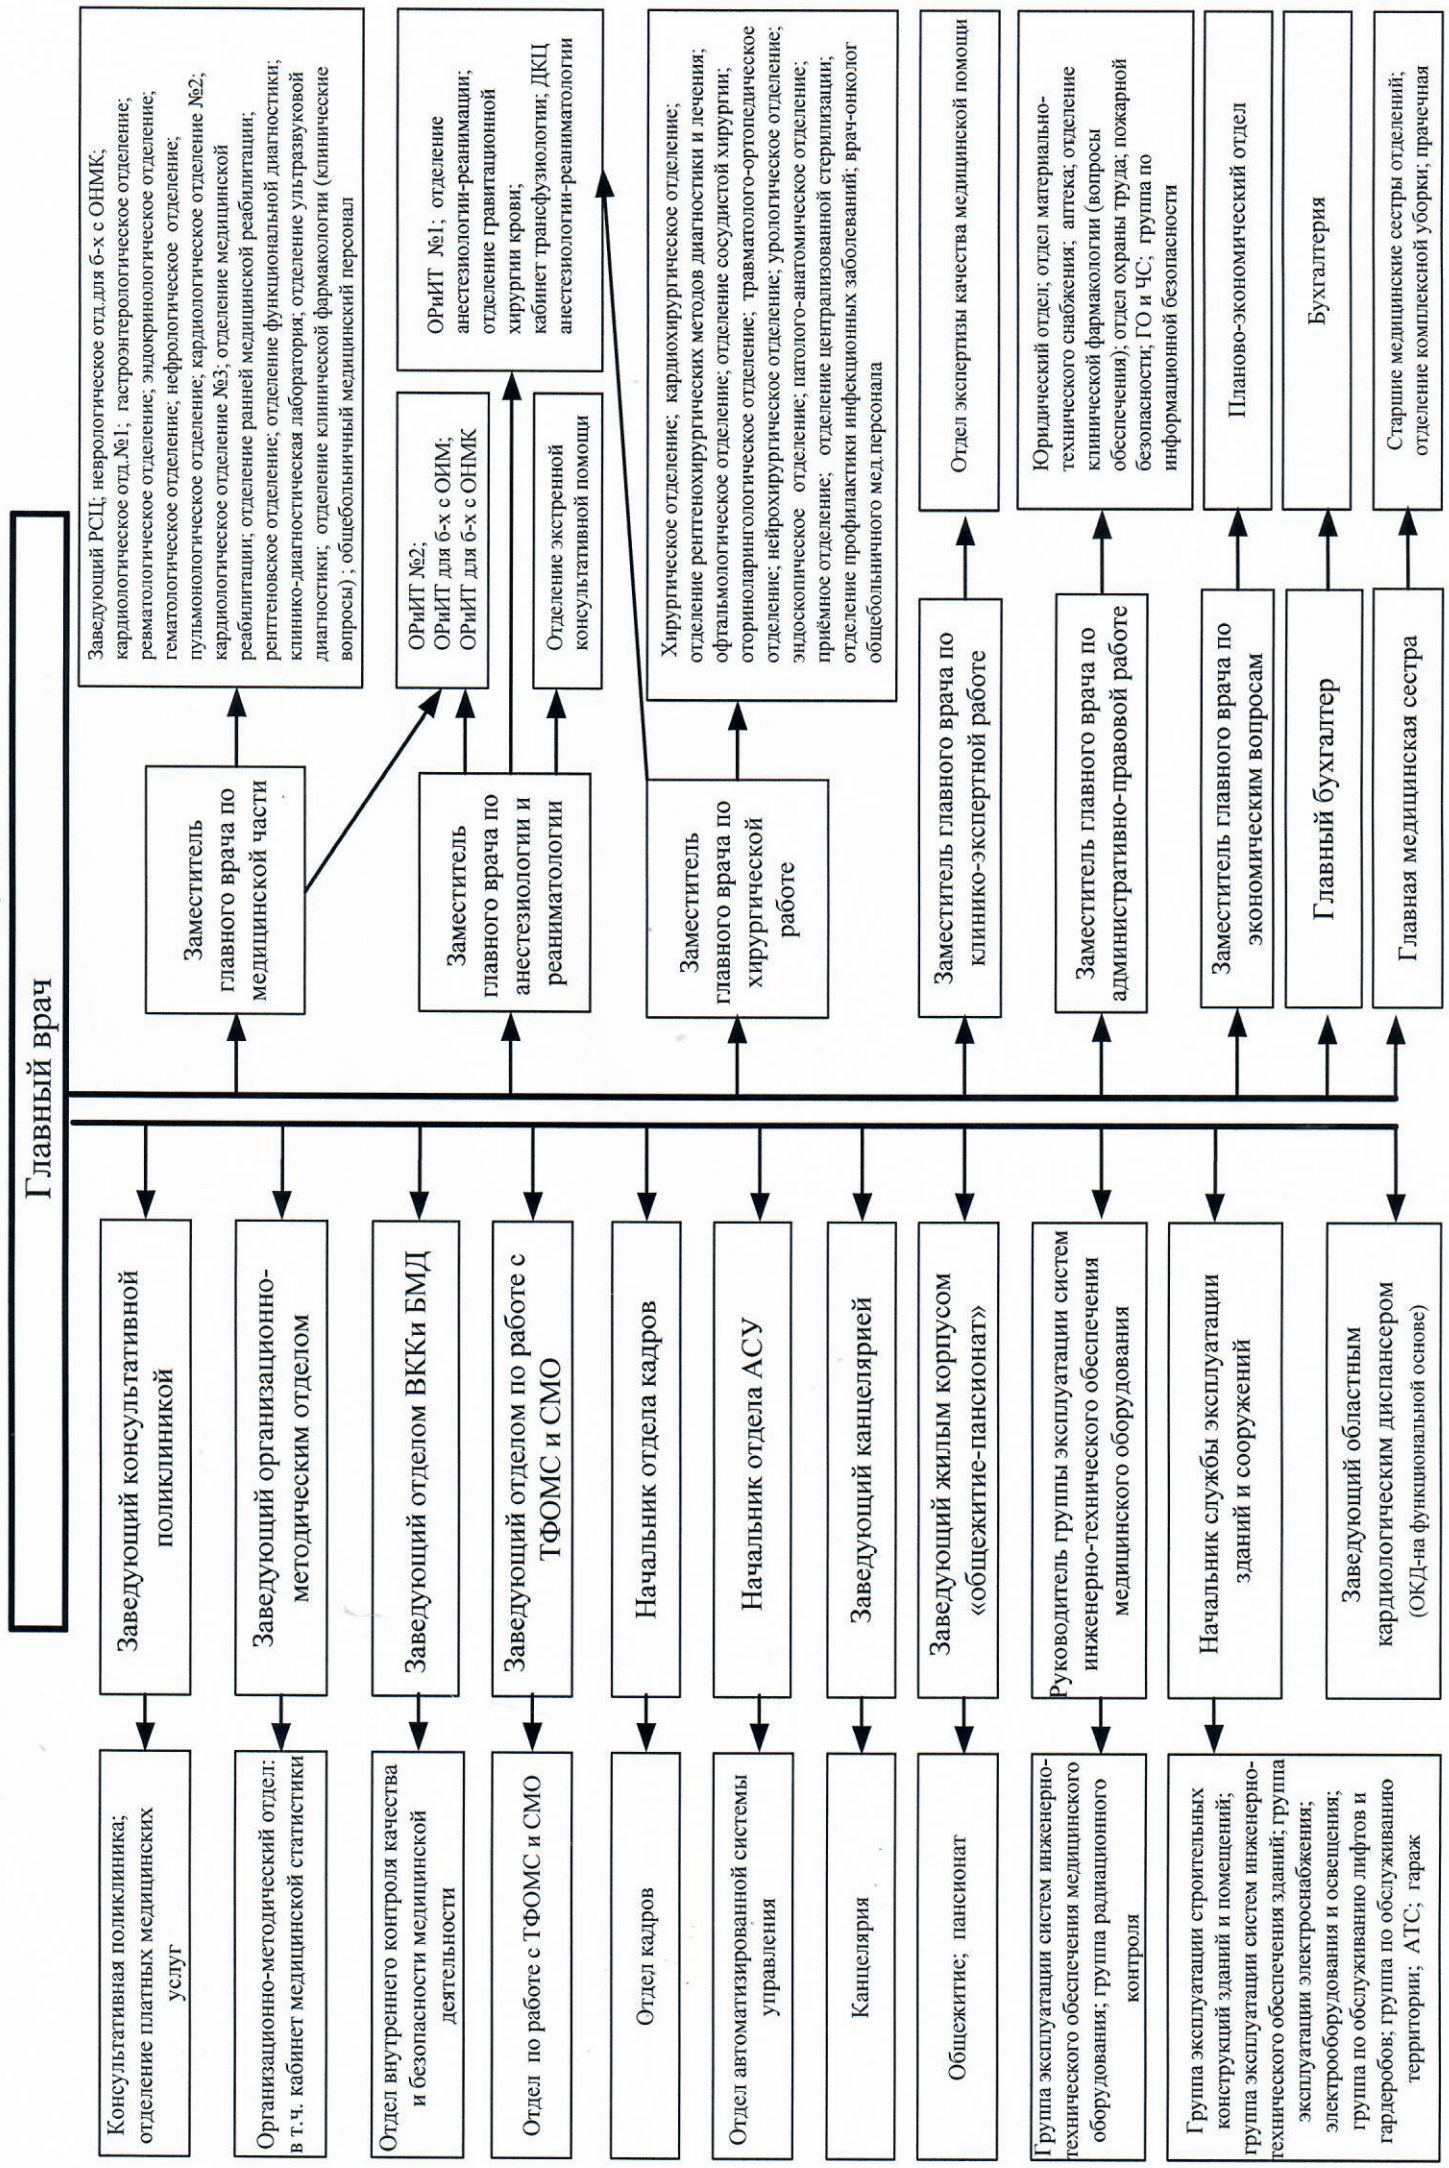 Главный врач
Консультативная поликлиника;
отделение платных медицинских
услуг
Заведующий консультативной
поликлиникой
Организационно-методический отдел:
в т.ч. кабинет медицинской статистики
Заведующий организационно-
методическим отделом
Отдел внутреннего контроля качества
и безопасности медицинской
деятельности
Заведующий отделом ВККи БМД
Отдел по работе с ТФОМС и СМО
Заведующий отделом по работе с
ТФОМС и СМО
Отдел кадров
Начальник отдела кадров
Отдел автоматизированной системы
управления
Начальник отдела АСУ
Канцелярия
Заведующий канцелярией
Общежитие; пансионат
Заведующий жилым корпусом
«общежитие-пансионат»
Группа эксплуатации систем инженерно-
технического обеспечения медицинского
оборудования; группа радиационного
контроля
Руководитель группы эксплуатации систем
инженерно-технического обеспечения
медицинского оборудования
Группа эксплуатации строительных
конструкций зданий и помещений;
группа эксплуатации систем инженерно-
технического обеспечения зданий; группа
эксплуатации электроснабжения;
электрооборудования и освещения;
группа по обслуживанию лифтов и
гардеробов; группа по обслуживанию
территории; АТС; гараж
Начальник службы эксплуатации
зданий и сооружений
Заведующий областным
кардиологическим диспансером
(ОКД-на функциональной основе)
Заместитель
главного врача по
медицинской части
Заведующий РСЦ; неврологическое отд.для б-х с ОНМК;
кардиологическое отд.№1; гастроэнтерологическое отделение;
ревматологическое отделение; эндокринологическое отделение;
гематологическое отделение; нефрологическое отделение;
пульмонологическое отделение; кардиологическое отделение №2;
кардиологическое отделение №3; отделение медицинской
реабилитации; отделение ранней медицинской реабилитации;
рентгеновское отделение; отделение функциональной диагностики;
клинико-диагностическая лаборатория; отделение ультразвуковой
диагностики; отделение клинической фармакологии (клинические
вопросы) ; общебольничный медицинский персонал
Заместитель
главного врача по
анестезиологии и
реаниматологии
ОРиИТ №2;
ОРиИТ для б-х с ОИМ;
ОРиИТ для б-х с ОНМК
Отделение экстренной
консультативной помощи
ОРиИТ №1; отделение
анестезиологии-реанимации;
отделение гравитационной
хирургии крови;
кабинет трансфузиологии; ДКЦ
анестезиологии-реаниматологии
Заместитель
главного врача по
хирургической
работе
Хирургическое отделение; кардиохирургическое отделение;
отделение рентгенохирургических методов диагностики и лечения;
офтальмологическое отделение; отделение сосудистой хирургии;
оториноларингологическое отделение; травматолого-ортопедическое
отделение; нейрохирургическое отделение; урологическое отделение;
эндоскопическое отделение; патолого-анатомическое отделение;
приёмное отделение; отделение централизованной стерилизации;
отделение профилактики инфекционных заболеваний; врач-онколог
общебольничного мед.персонала
Заместитель главного врача по
клинико-экспертной работе
Отдел экспертизы качества медицинской помощи
Заместитель главного врача по
административно-правовой работе
Юридический отдел; отдел материально-
технического снабжения; аптека; отделение
клинической фармакологии (вопросы
обеспечения); отдел охраны труда; пожарной
безопасности; ГО и ЧС; группа по
информационной безопасности
Заместитель главного врача по
экономическим вопросам
Планово-экономический отдел
Главный бухгалтер
Бухгалтерия
Главная медицинская сестра
Старшие медицинские сестры отделений;
отделение комплексной уборки; прачечная